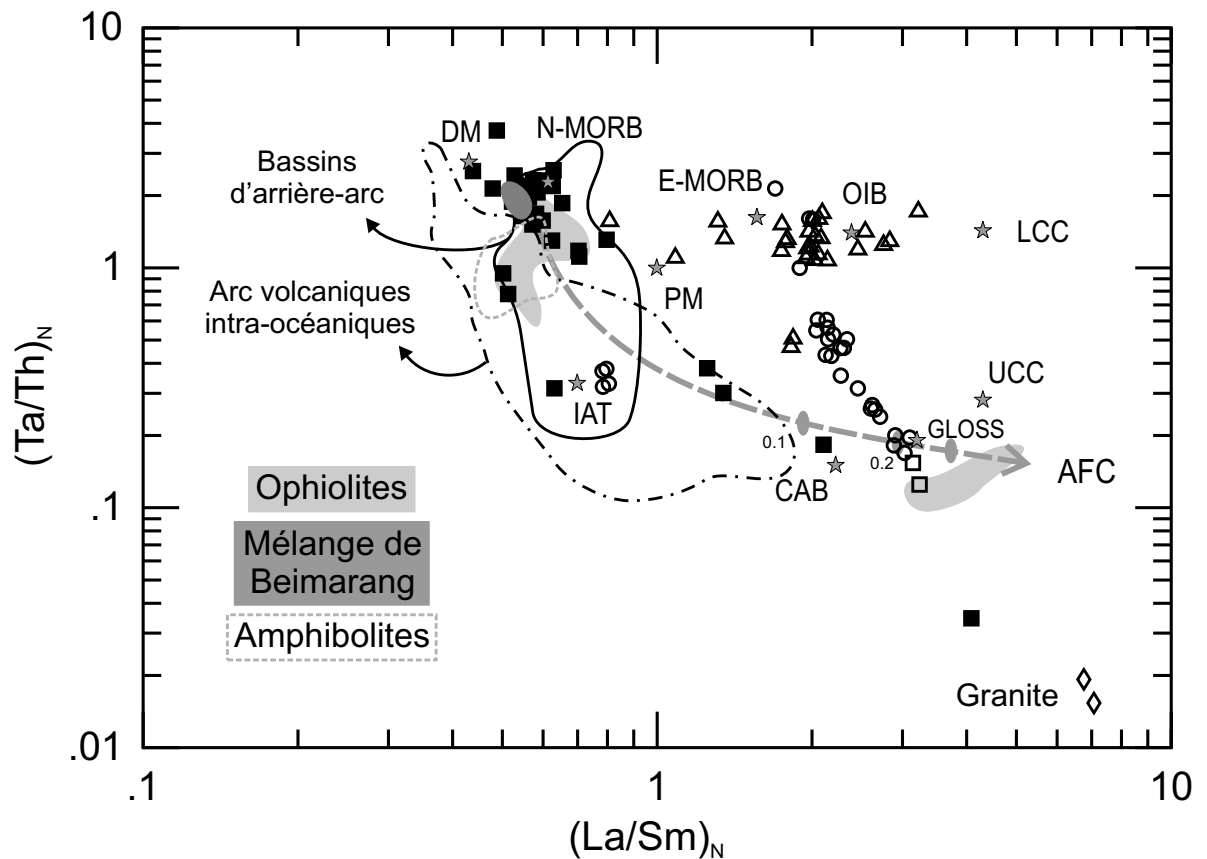 10
DM
N-MORB
Bassins
d'arrière-arc
E-MORB
OIB
LCC
1
PM
Arc volcaniques
intra-océaniques
(Ta/Th)N
IAT
UCC
GLOSS
0.1
0.2
CAB
AFC
Ophiolites
.1
Mélange de
Beimarang
Amphibolites
Granite
.01
.1
1
10
(La/Sm)N